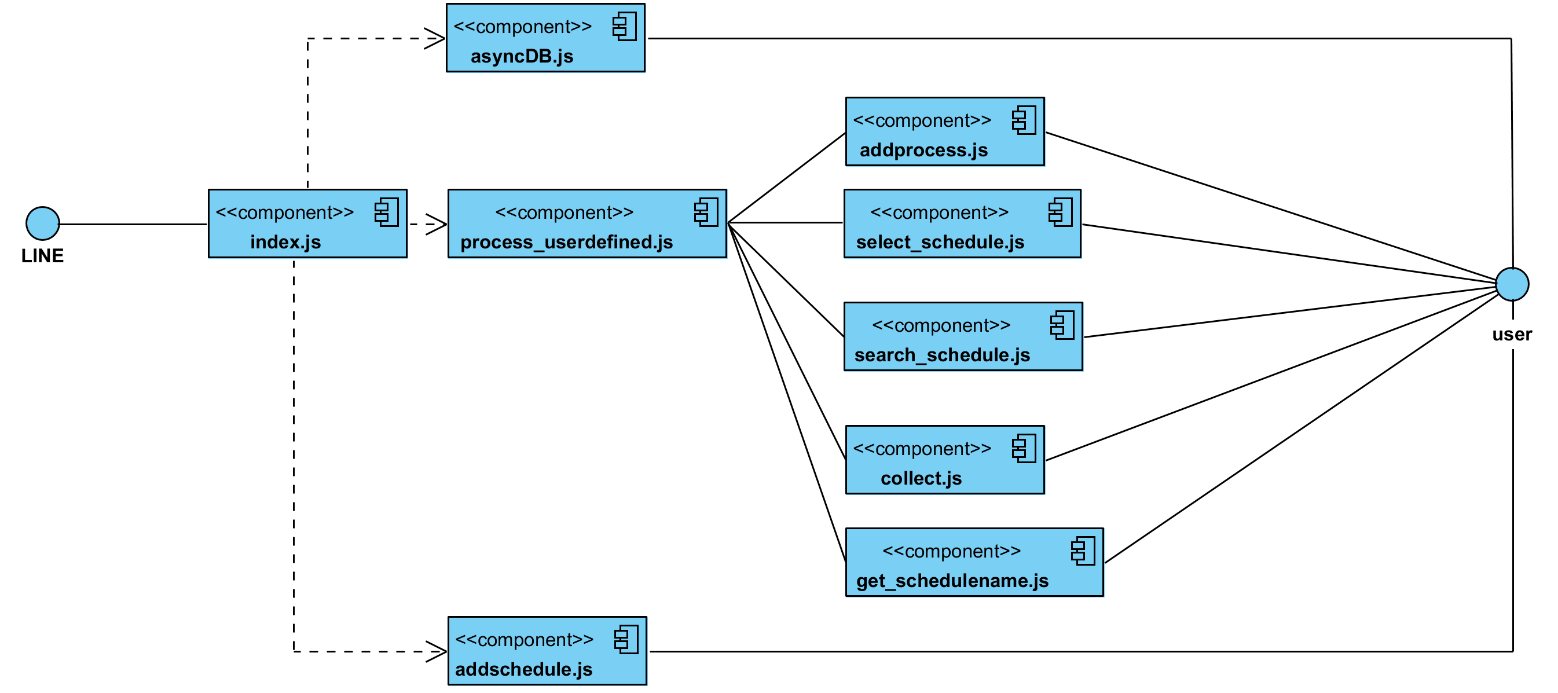 <<component>>
asyncDB.js
<<component>>
addprocess.js
<<component>>
index.js
<<component>>
process_userdefined.js
<<component>>
select_schedule.js
LINE
<<component>>
search_schedule.js
user
<<component>>
collect.js
<<component>>
get_schedulename.js
<<component>>
addschedule.js